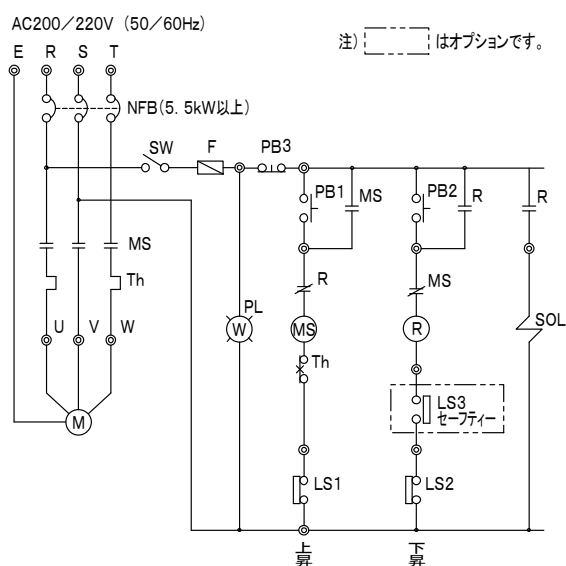 AC200／220V（50／60Hz）
注） はオプションです。
E R S T
NFB（5．5kW以上）
SW F PB3
PB1 MS PB2 R R
MS
Th
R MS
U V W
PL
W MS R SOL
Th
LS3
セーフティー
M
LS1 LS2
上昇 下昇